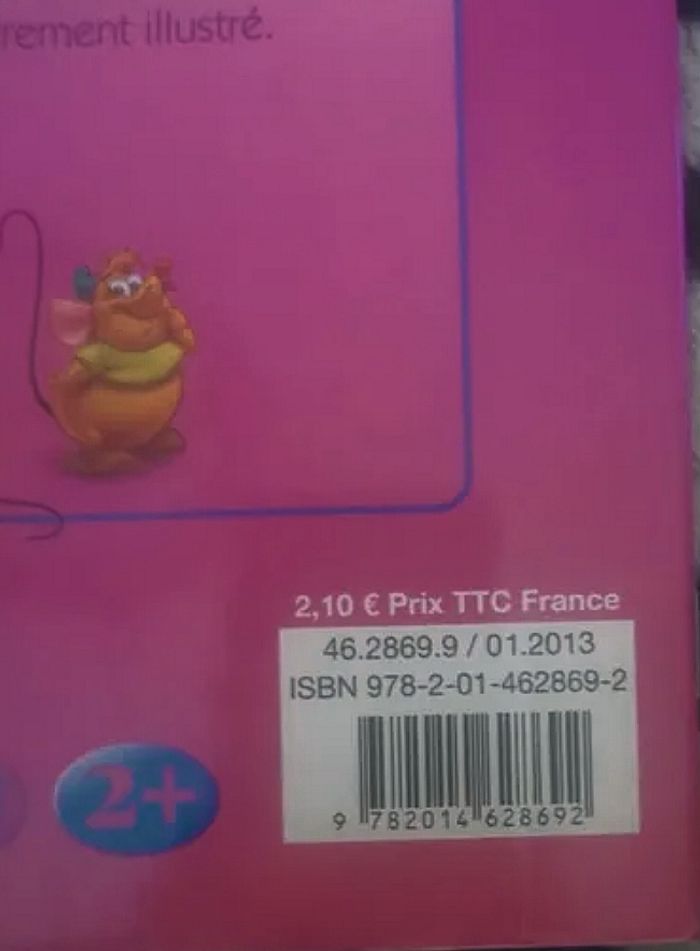 rement illustré.
2,10 € Prix TTC France
46.2869.9 / 01.2013
ISBN 978-2-01-462869-2
9 782014 628692
2+